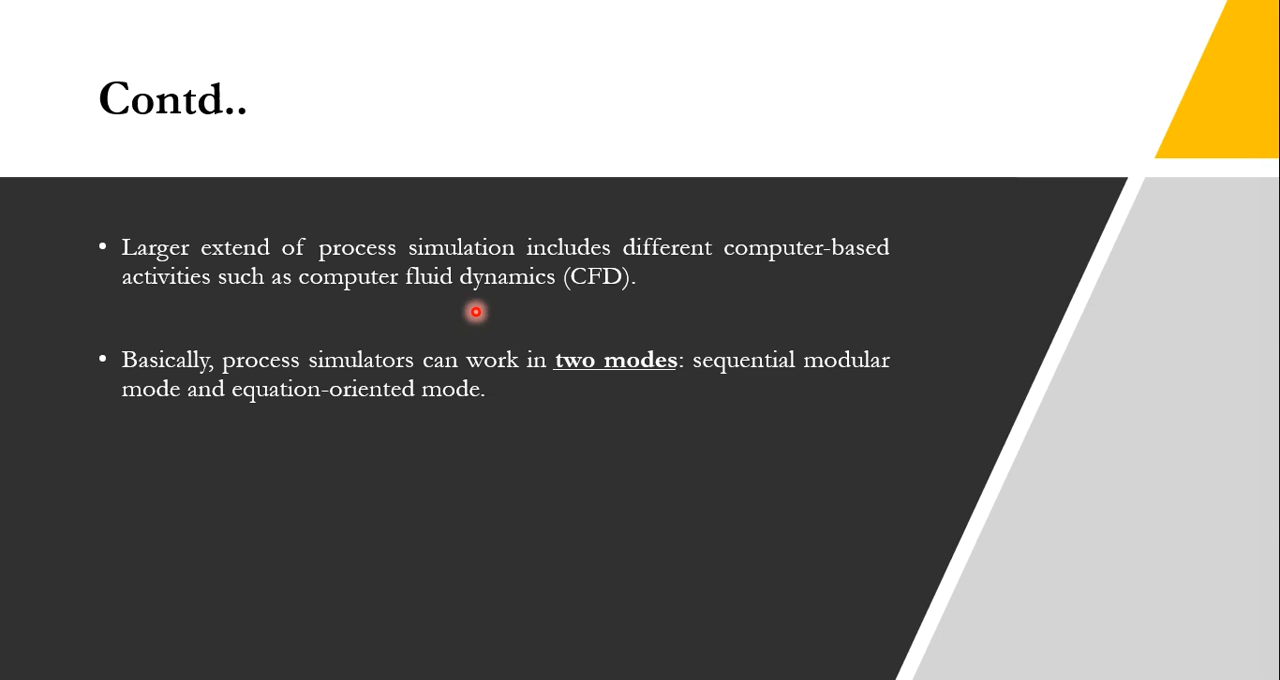 Contd..
• Larger extend of process simulation includes different computer-based
activities such as computer fluid dynamics (CFD).
• Basically, process simulators can work in two modes: sequential modular
mode and equation-oriented mode.